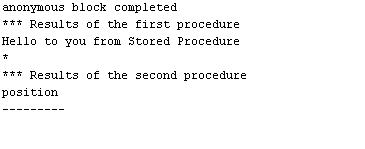 anonymous block completed
*** Results of the first procedure
Hello to you from Stored Procedure
*
*** Results of the second procedure
position
---------